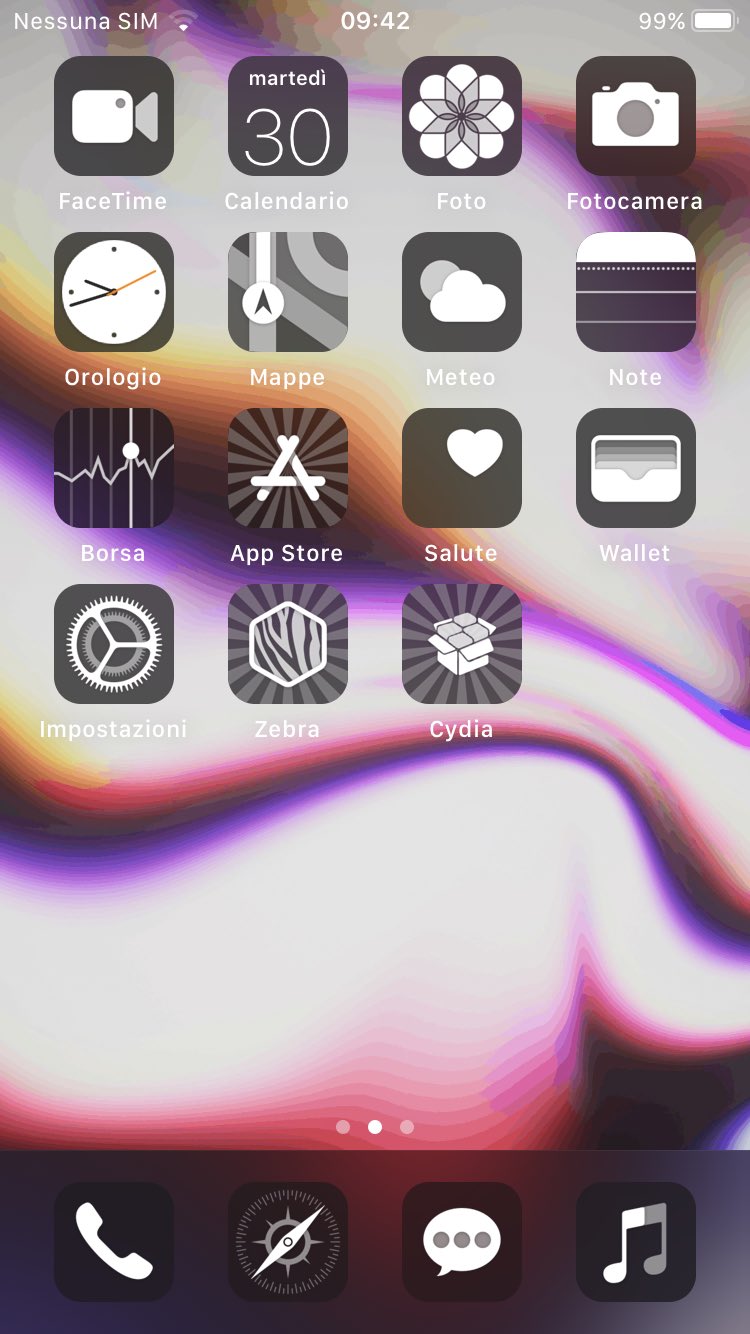 Nessuna SIM 09:42 99%
martedì
30
FaceTime Calendario Foto Fotocamera
Orologio Mappe Meteo Note
Borsa App Store Salute Wallet
Impostazioni Zebra Cydia